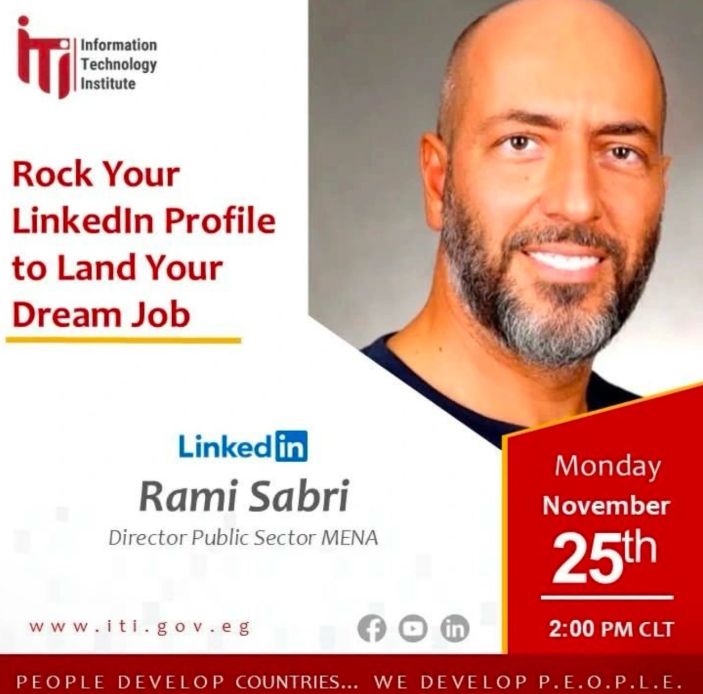 iTi
Information
Technology
Institute
Rock Your
LinkedIn Profile
to Land Your
Dream Job
Linkedin
Rami Sabri
Director Public Sector MENA
Monday
November
25th
2:00 PM CLT
www.iti.gov.eg
f
in
PEOPLE DEVELOP COUNTRIES... WE DEVELOP P.E.O.P.L.E.